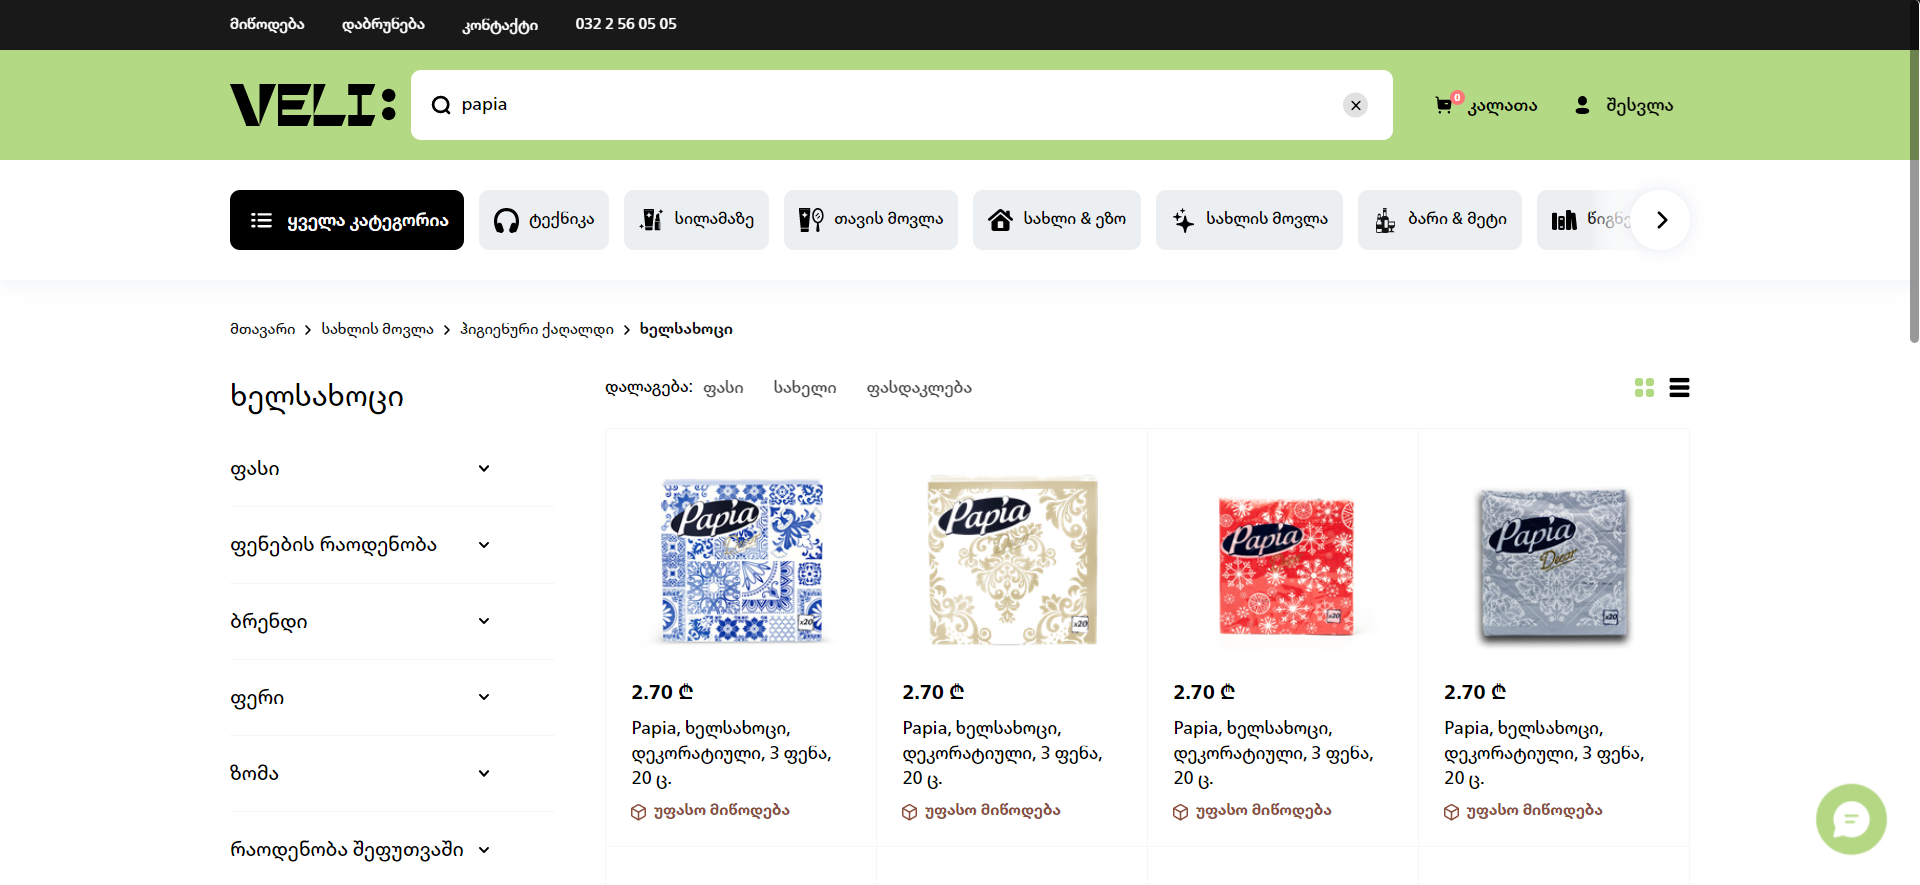 მიწოდება
დაბრუნება
კონტაქტი
032 2 56 05 05
VELI:
papia
0
კალათა
შესვლა
ყველა კატეგორია
ტექნიკა
სილამაზე
თავის მოვლა
სახლი & ეზო
სახლის მოვლა
ბარი & მეტი
მთავარი > სახლის მოვლა > ჰიგიენური ქაღალდი > ხელსახოცი
ხელსახოცი
დალაგება: ფასი სახელი ფასდაკლება
ფასი
ფენების რაოდენობა
ბრენდი
ფერი
ზომა
რაოდენობა შეფუთვაში
Papia
x20
2.70 ₾
Papia, ხელსახოცი,
დეკორატიული, 3 ფენა,
20 ც.
უფასო მიწოდება
Papia
x20
2.70 ₾
Papia, ხელსახოცი,
დეკორატიული, 3 ფენა,
20 ც.
უფასო მიწოდება
Papia
x20
2.70 ₾
Papia, ხელსახოცი,
დეკორატიული, 3 ფენა,
20 ც.
უფასო მიწოდება
Papia
Decor
x20
2.70 ₾
Papia, ხელსახოცი,
დეკორატიული, 3 ფენა,
20 ც.
უფასო მიწოდება